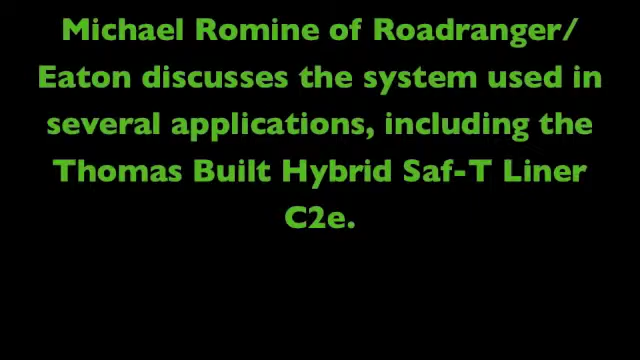 Michael Romine of Roadranger/
Eaton discusses the system used in
several applications, including the
Thomas Built Hybrid Saf-T Liner
C2e.